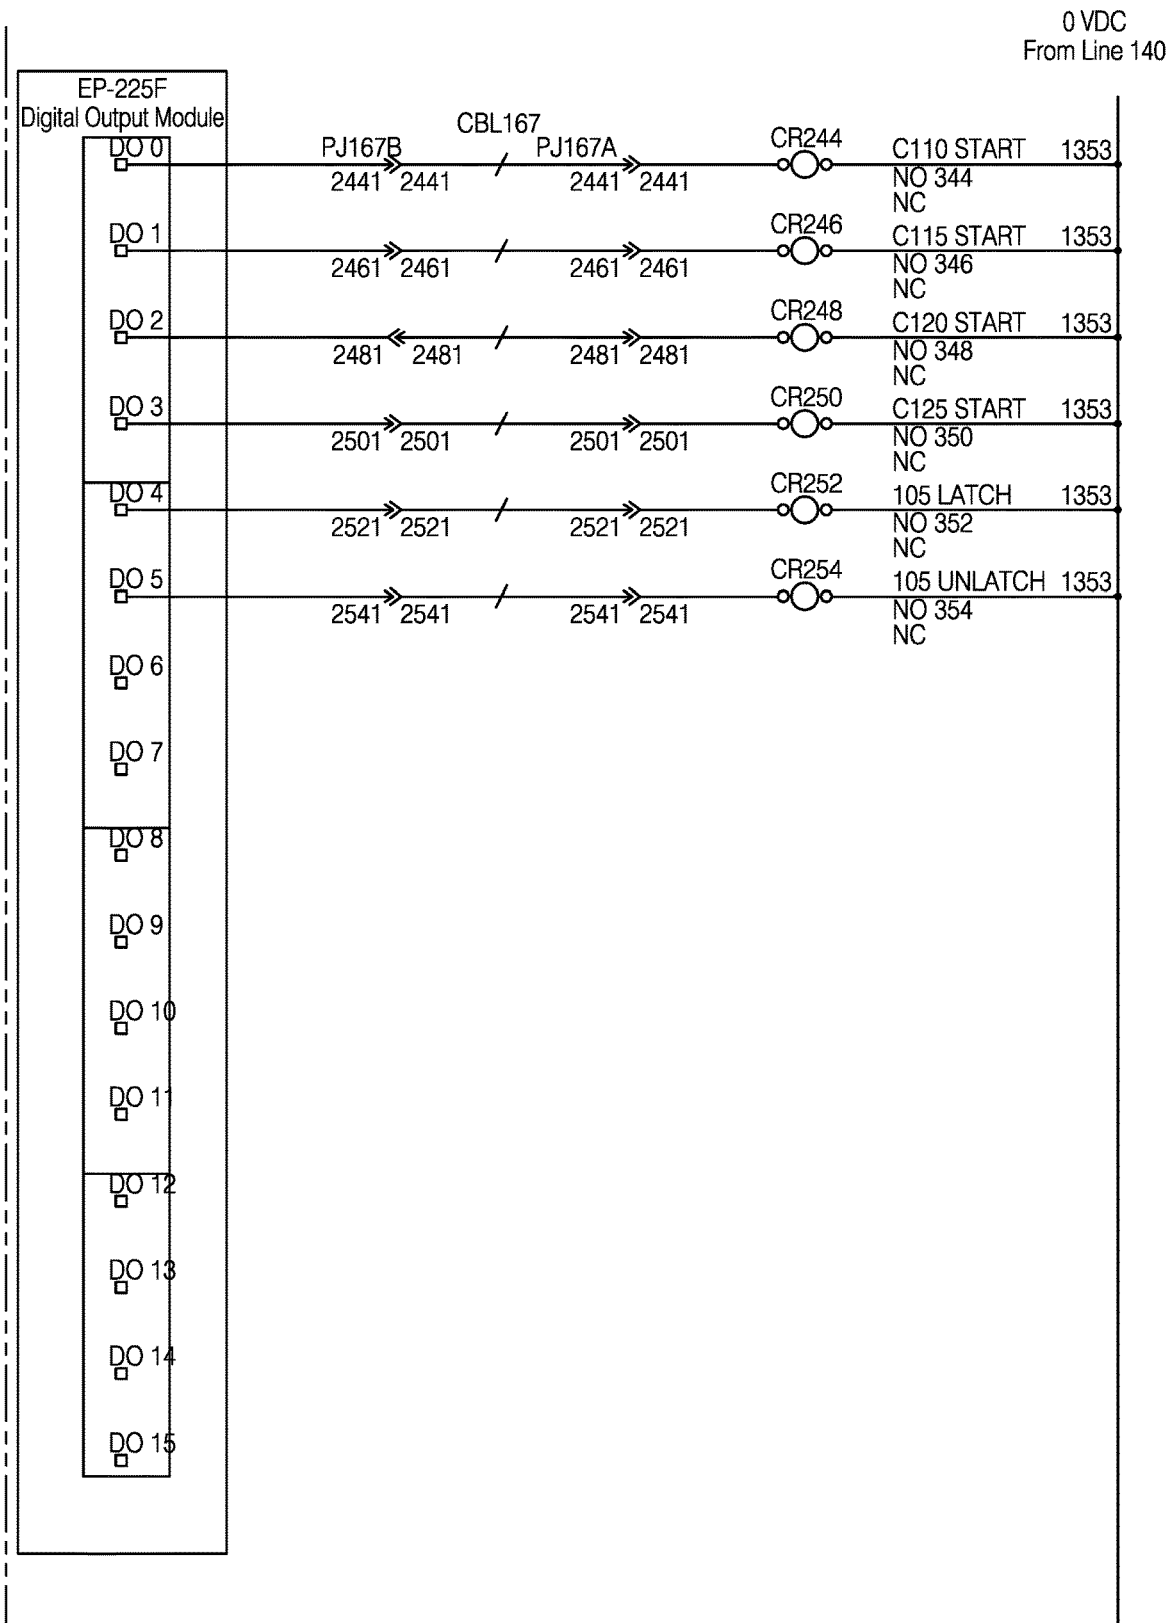 0 VDC
From Line 140
EP-225F
Digital Output Module
CBL167
DO 0 PJ167B PJ167A CR244 C110 START 1353
2441 2441 2441 2441 NO 344
NC
DO 1 CR246 C115 START 1353
2461 2461 2461 2461 NO 346
NC
DO 2 CR248 C120 START 1353
2481 2481 2481 2481 NO 348
NC
DO 3 CR250 C125 START 1353
2501 2501 2501 2501 NO 350
NC
DO 4 CR252 105 LATCH 1353
2521 2521 2521 2521 NO 352
NC
DO 5 CR254 105 UNLATCH 1353
2541 2541 2541 2541 NO 354
NC
DO 6
DO 7
DO 8
DO 9
DO 10
DO 11
DO 12
DO 13
DO 14
DO 15